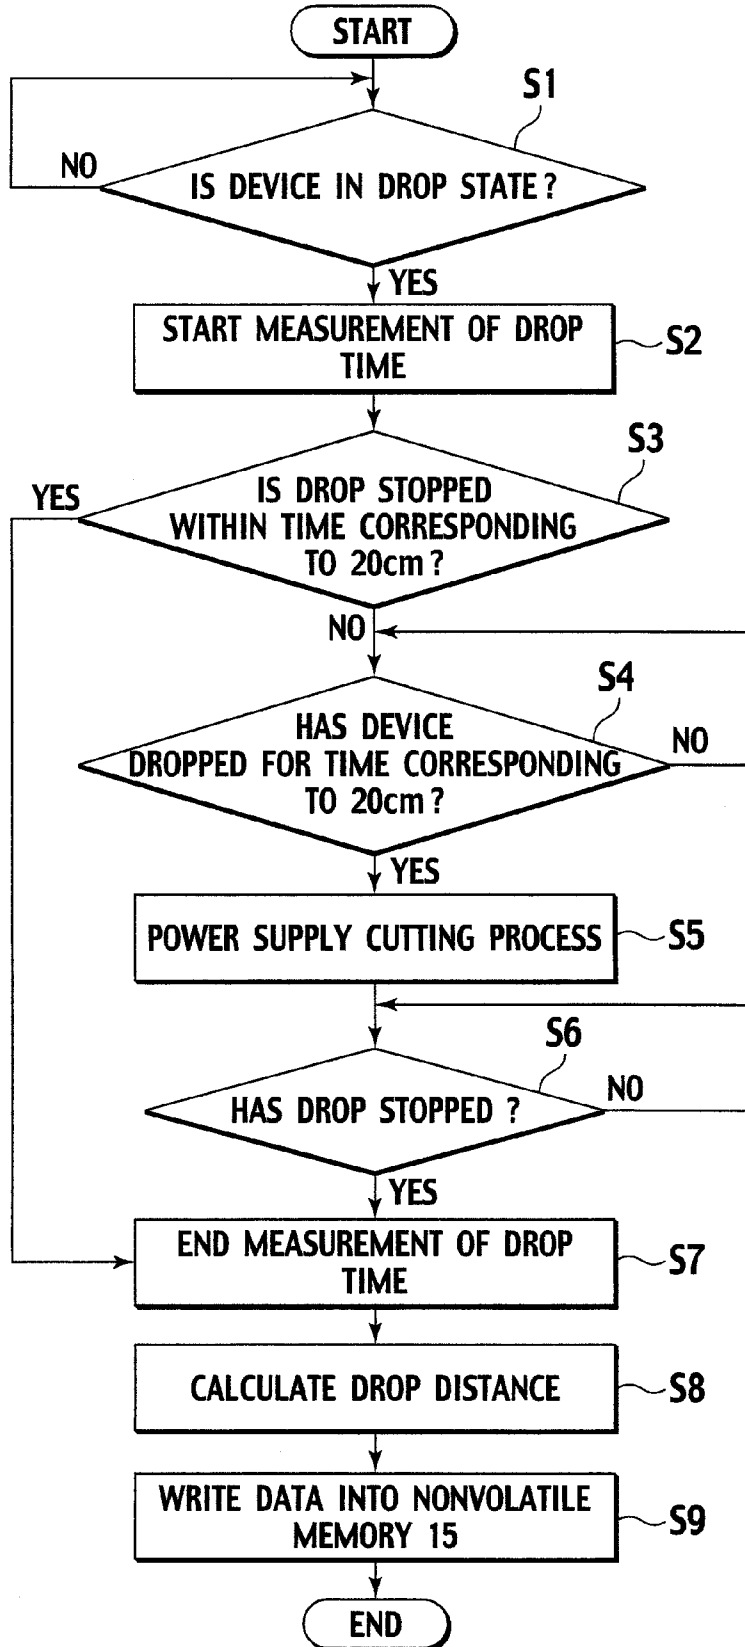 START
S1
NO
IS DEVICE IN DROP STATE?
YES
START MEASUREMENT OF DROP
TIME
S2
S3
YES
IS DROP STOPPED
WITHIN TIME CORRESPONDING
TO 20cm?
NO
S4
HAS DEVICE
DROPPED FOR TIME CORRESPONDING
TO 20cm?
NO
YES
POWER SUPPLY CUTTING PROCESS
S5
S6
HAS DROP STOPPED ?
NO
YES
END MEASUREMENT OF DROP
TIME
S7
CALCULATE DROP DISTANCE
S8
WRITE DATA INTO NONVOLATILE
MEMORY 15
S9
END